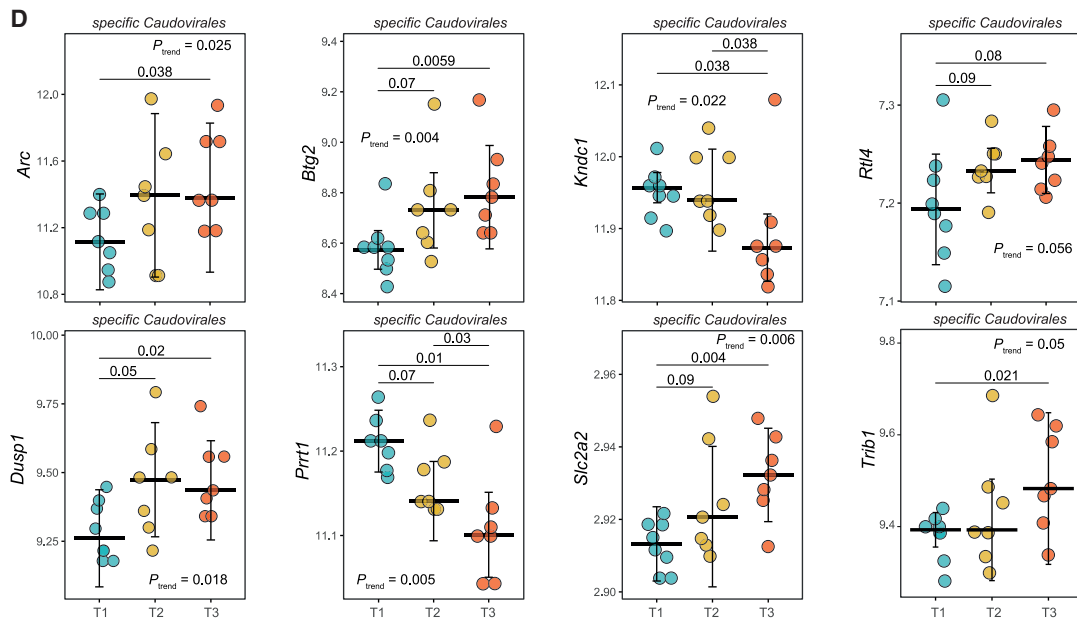 D
specific Caudovirales
P trend = 0.025
0.038
12.0
11.6
11.2
10.8
Arc
specific Caudovirales
0.0059
0.07
P trend = 0.004
9.4
9.2
9.0
8.8
8.6
8.4
Btg2
specific Caudovirales
0.038
0.038
P trend = 0.022
12.1
12.0
11.9
11.8
Kndc1
specific Caudovirales
0.08
0.09
P trend = 0.056
7.3
7.2
7.1
Rtl4
specific Caudovirales
0.02
0.05
P trend = 0.018
10.00
9.75
9.50
9.25
Dusp1
T1 T2 T3
specific Caudovirales
0.03
0.01
0.07
P trend = 0.005
11.3
11.2
11.1
Prrt1
T1 T2 T3
specific Caudovirales
P trend = 0.006
0.004
0.09
2.96
2.94
2.92
2.90
Slc2a2
T1 T2 T3
specific Caudovirales
P trend = 0.05
0.021
9.8
9.6
9.4
Trib1
T1 T2 T3